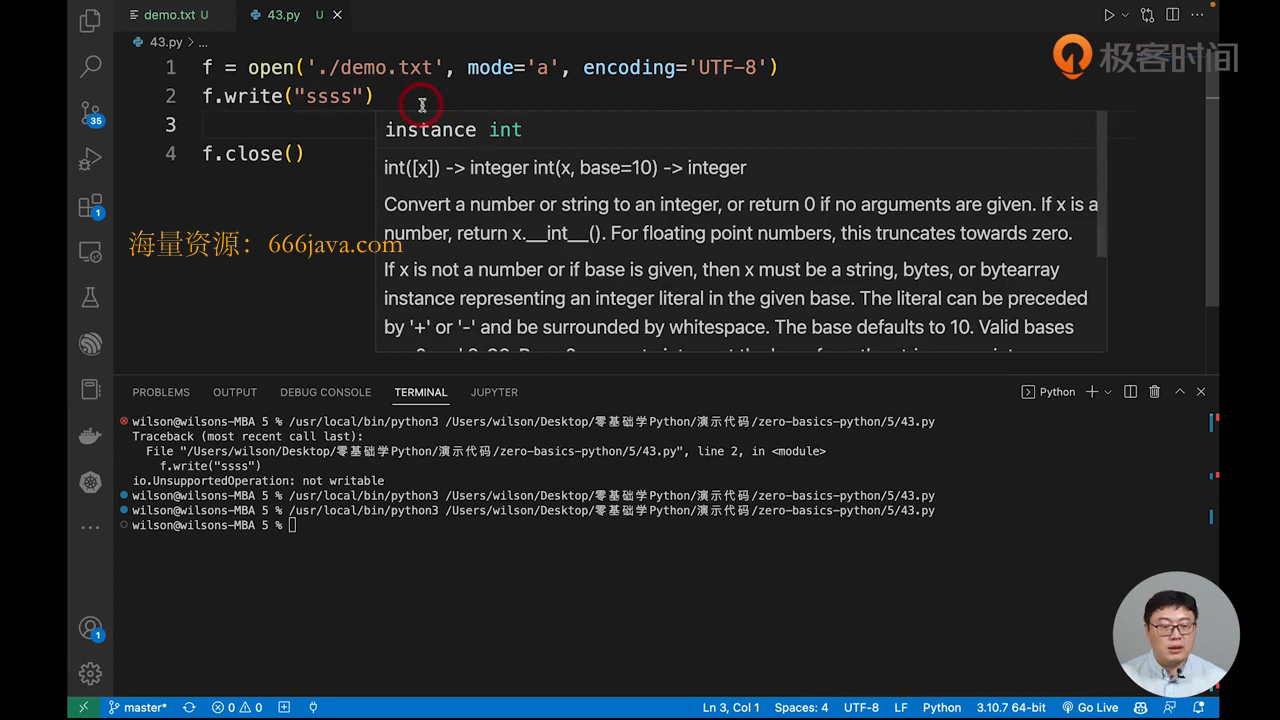 demo.txt U
43.py U
43.py > ...
极客时间
1 f = open('./demo.txt', mode='a', encoding='UTF-8')
2 f.write("ssss")
3
4 f.close()
instance int
int([x]) -> integer int(x, base=10) -> integer
Convert a number or string to an integer, or return 0 if no arguments are given. If x is a
number, return x.__int__(). For floating point numbers, this truncates towards zero.
If x is not a number or if base is given, then x must be a string, bytes, or bytearray
instance representing an integer literal in the given base. The literal can be preceded
by '+' or '-' and be surrounded by whitespace. The base defaults to 10. Valid bases
海量资源：666java.com
35
1
PROBLEMS OUTPUT DEBUG CONSOLE TERMINAL JUPYTER
Python
wilson@wilsons-MBA 5 % /usr/local/bin/python3 /Users/wilson/Desktop/零基础学Python/演示代码/zero-basics-python/5/43.py
Traceback (most recent call last):
File "/Users/wilson/Desktop/零基础学Python/演示代码/zero-basics-python/5/43.py", line 2, in <module>
f.write("ssss")
io.UnsupportedOperation: not writable
wilson@wilsons-MBA 5 % /usr/local/bin/python3 /Users/wilson/Desktop/零基础学Python/演示代码/zero-basics-python/5/43.py
wilson@wilsons-MBA 5 % /usr/local/bin/python3 /Users/wilson/Desktop/零基础学Python/演示代码/zero-basics-python/5/43.py
wilson@wilsons-MBA 5 %
1
master* 0 0 Ln 3, Col 1 Spaces: 4 UTF-8 LF Python 3.10.7 64-bit Go Live